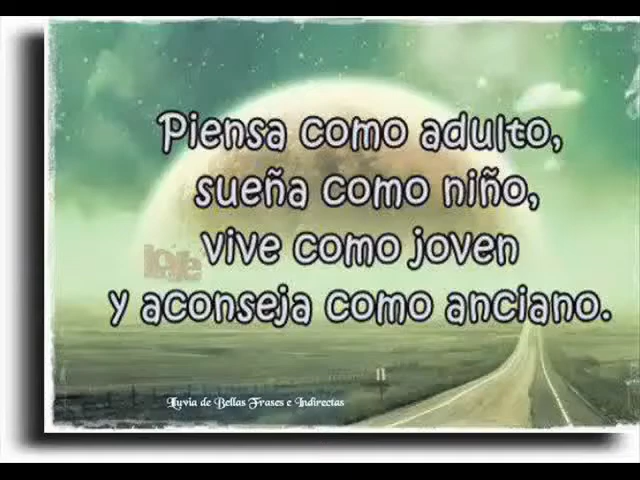 Piensa como adulto,
sueña como niño,
vive como joven
y aconseja como anciano.
Lluvia de Bellas Frases e Indirectas